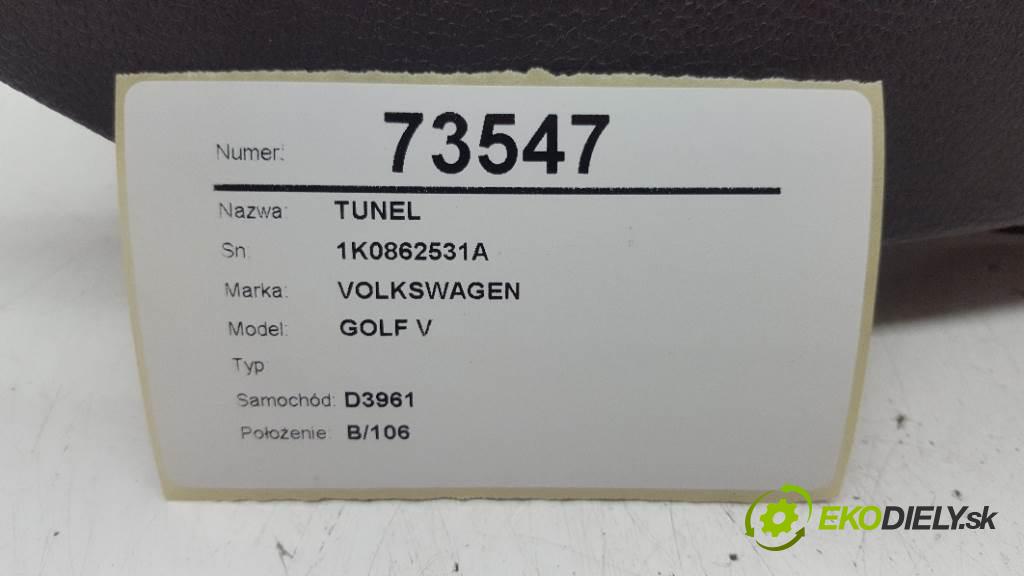 Numer: 73547
Nazwa: TUNEL
Sn: 1K0862531A
Marka: VOLKSWAGEN
Model: GOLF V
Typ:
Samochód: D3961
Położenie: B/106
EKODIELY.sk